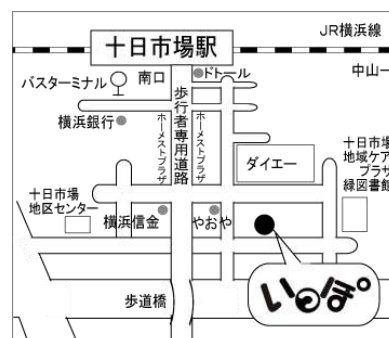 JR横浜線
十日市場駅
中山一
バスターミナル
南口
ドトール
歩行者専用道路
横浜銀行
ホーメストプラザ
ホーメストプラザ
ダイエー
十日市場
地域ケア
プラザ
緑図書館
十日市場
地区センター
横浜信金
やおや
歩道橋
いっぽ。